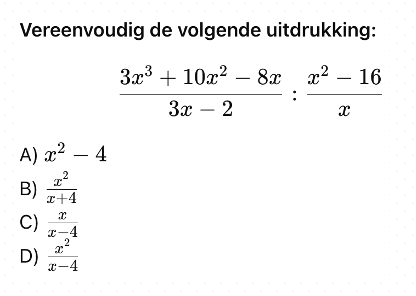 Vereenvoudig de volgende uitdrukking:
\frac{3x^3 + 10x^2 - 8x}{3x - 2} : \frac{x^2 - 16}{x}
A) x^2 - 4
B) \frac{x^2}{x+4}
C) \frac{x}{x-4}
D) \frac{x^2}{x-4}